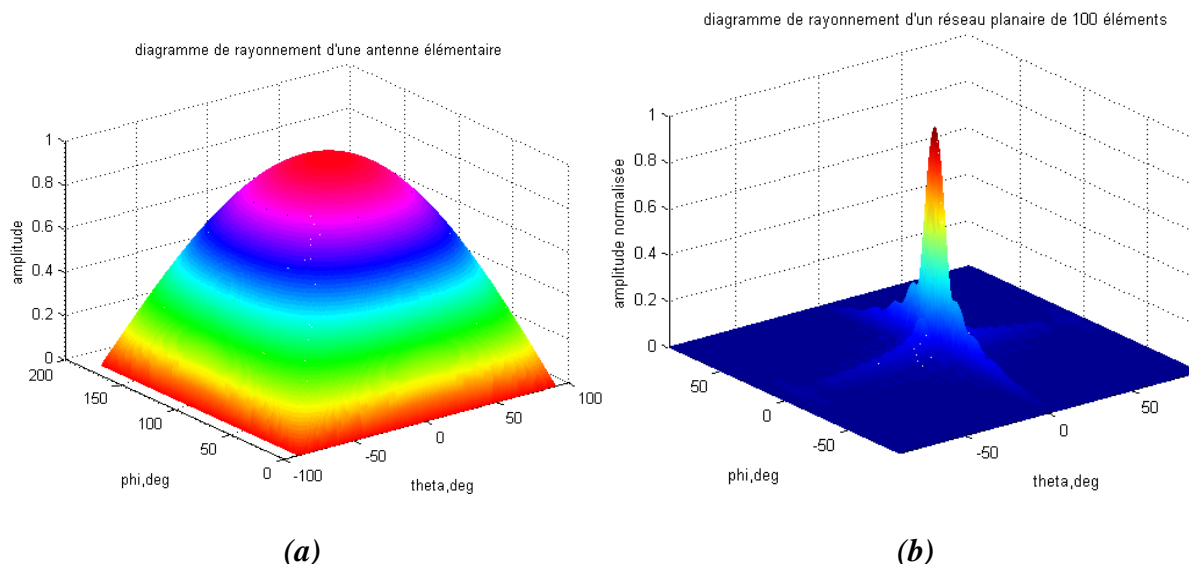 diagramme de rayonnement d'une antenne élémentaire
1
0.8
0.6
0.4
0.2
0
amplitude
200
150
100
50
0
phi,deg
-100
-50
0
50
100
theta,deg
(a)
diagramme de rayonnement d'un réseau planaire de 100 éléments
1
0.8
0.6
0.4
0.2
0
amplitude normalisée
50
0
-50
phi,deg
-50
0
50
theta,deg
(b)